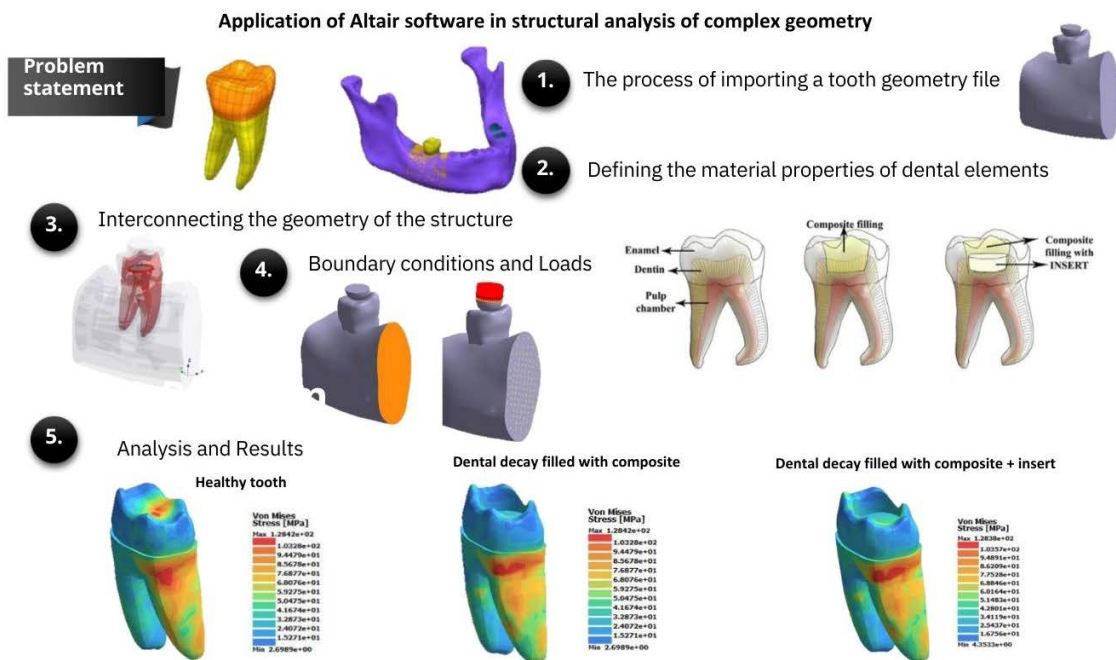 Application of Altair software in structural analysis of complex geometry
Problem
statement
1.
The process of importing a tooth geometry file
2.
Defining the material properties of dental elements
3.
Interconnecting the geometry of the structure
4.
Boundary conditions and Loads
Enamel
Dentin
Pulp
chamber
Composite filling
Composite
filling with
INSERT
5.
Analysis and Results
Healthy tooth
Von Mises
Stress [MPa]
Max 1.2842e+02
1.0328e+02
9.4479e+01
8.5678e+01
7.6877e+01
6.8076e+01
5.9275e+01
5.0475e+01
4.1674e+01
3.2873e+01
2.4072e+01
1.5271e+01
Min 2.6989e+00
Dental decay filled with composite
Von Mises
Stress [MPa]
Max 1.2842e+02
1.0328e+02
9.4479e+01
8.5678e+01
7.6877e+01
6.8076e+01
5.9275e+01
5.0475e+01
4.1674e+01
3.2873e+01
2.4072e+01
1.5271e+01
Min 2.6989e+00
Dental decay filled with composite + insert
Von Mises
Stress [MPa]
Max 1.2838e+02
1.0357e+02
9.4891e+01
8.6209e+01
7.7528e+01
6.8846e+01
6.0164e+01
5.1483e+01
4.2801e+01
3.4119e+01
2.5437e+01
1.6756e+01
Min 4.3533e+00